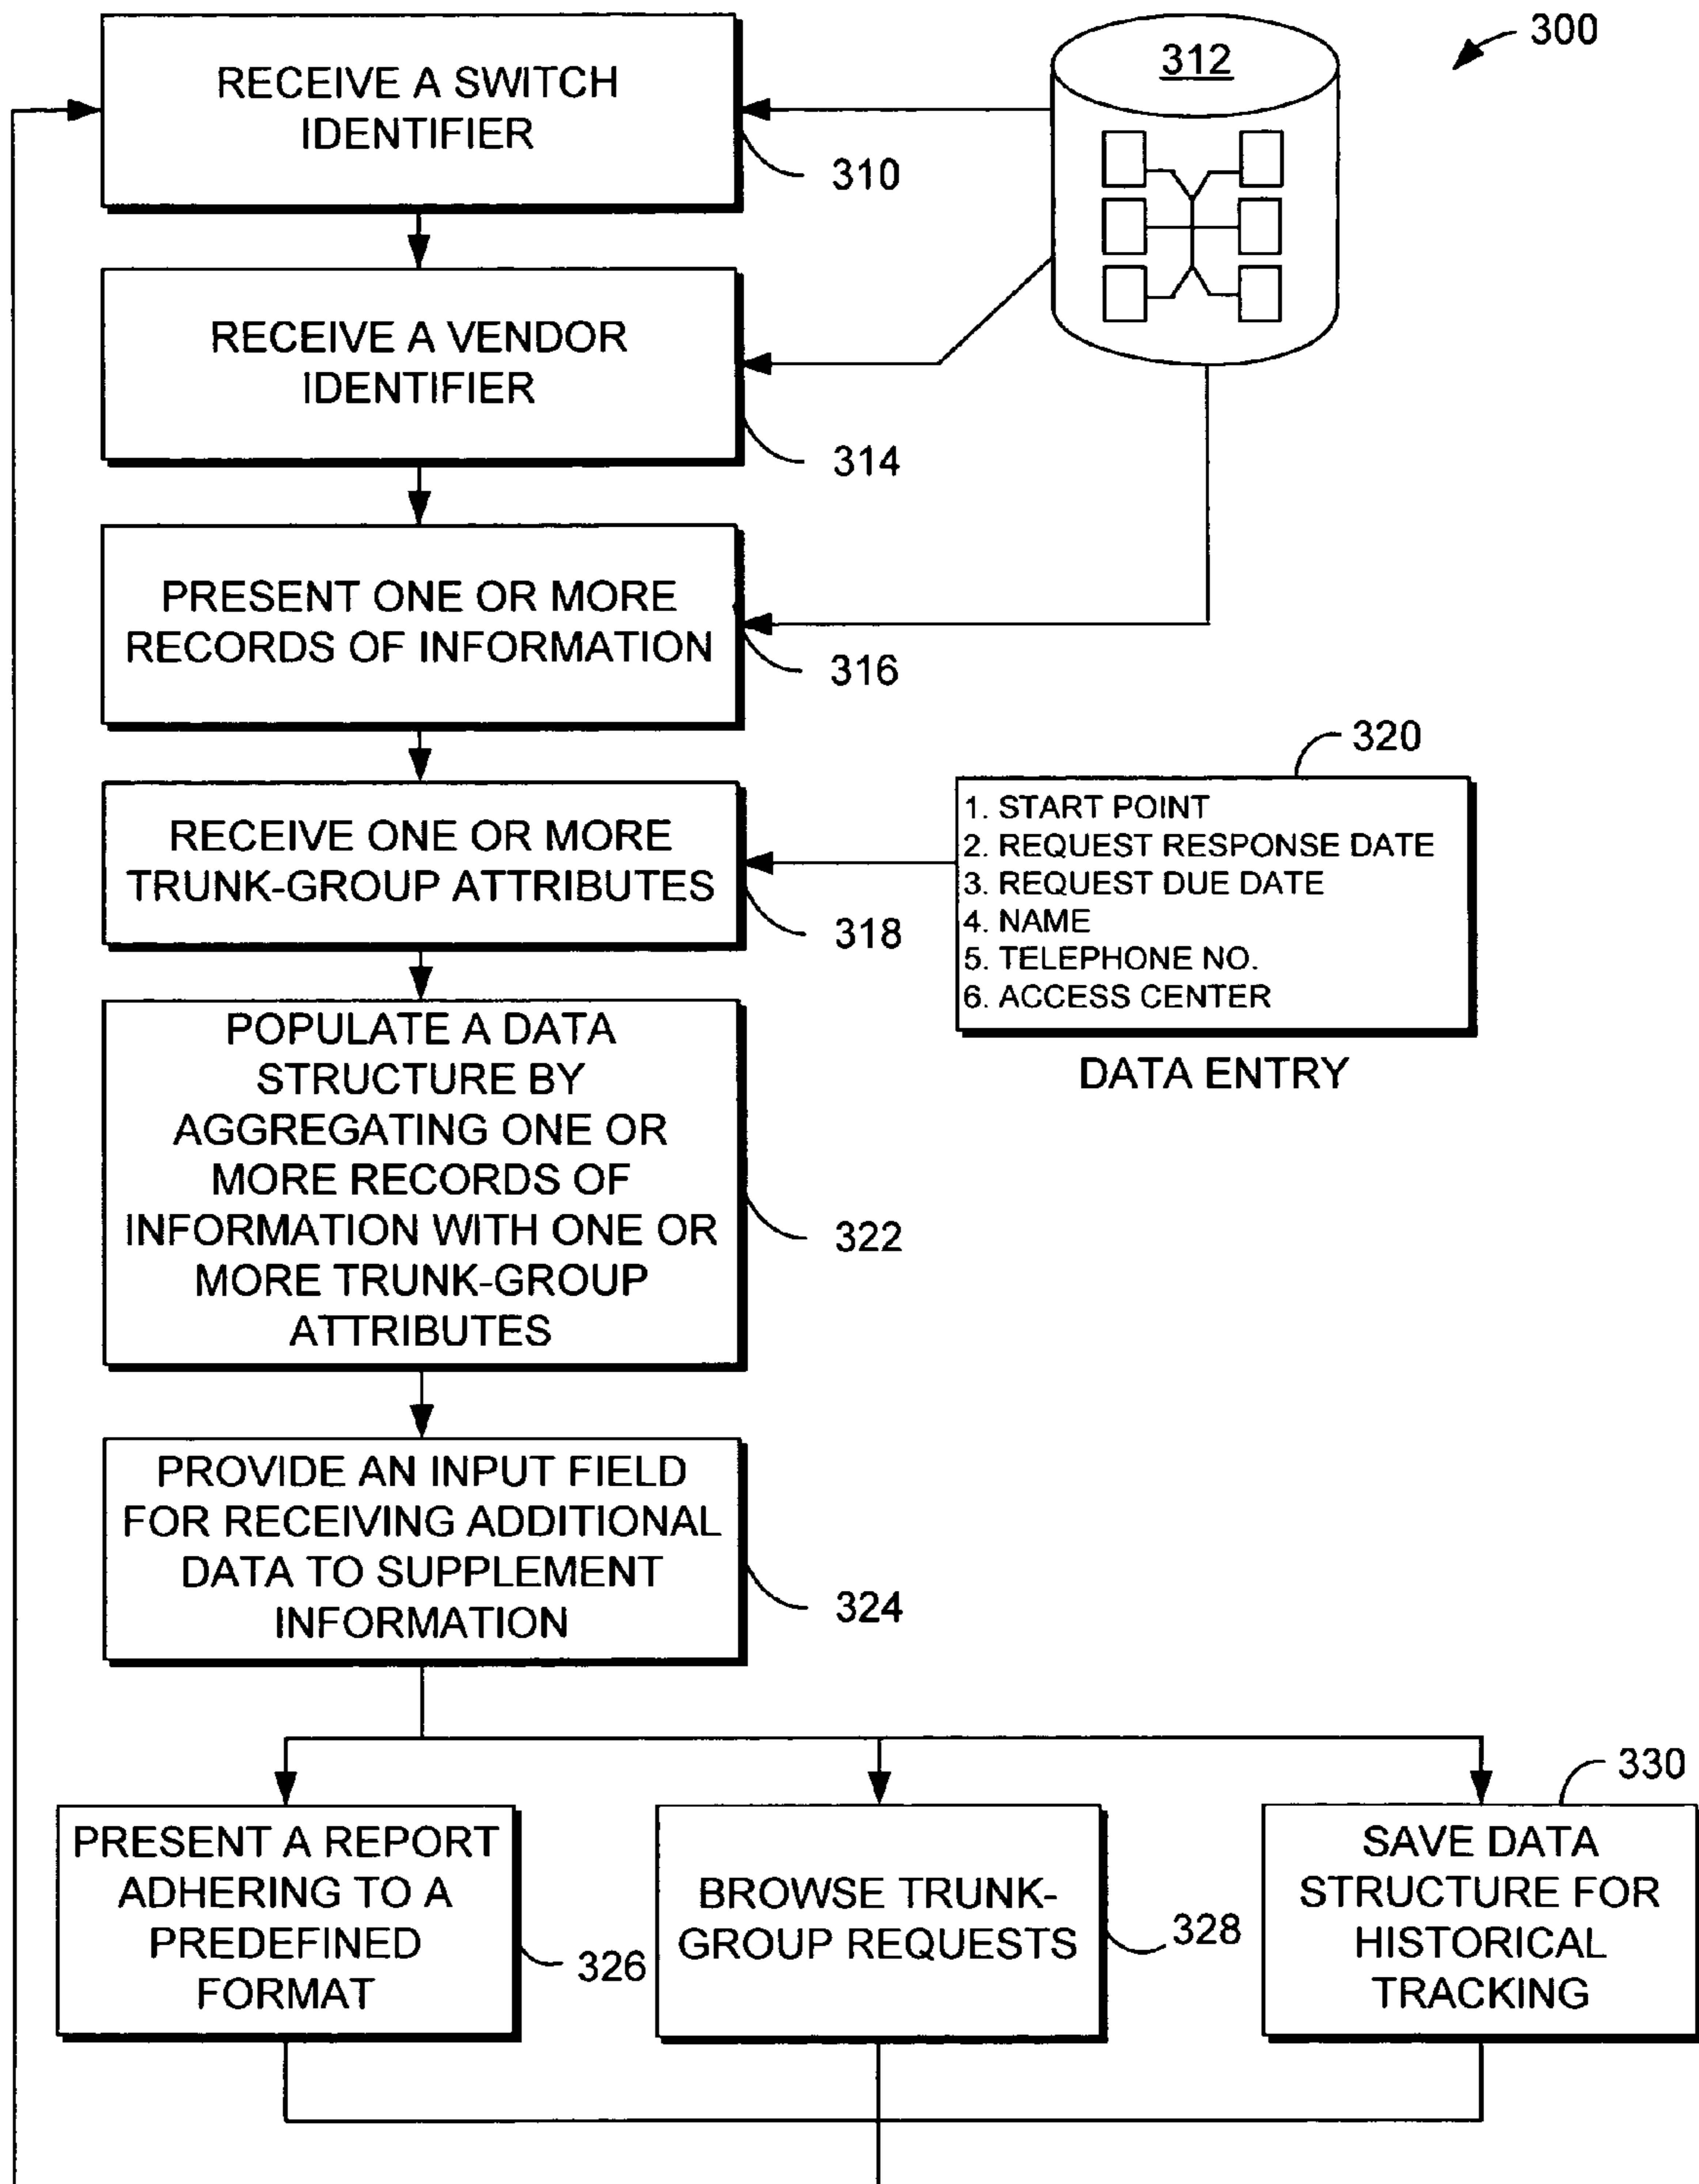 300
312
RECEIVE A SWITCH
IDENTIFIER
310
RECEIVE A VENDOR
IDENTIFIER
314
PRESENT ONE OR MORE
RECORDS OF INFORMATION
316
320
RECEIVE ONE OR MORE
TRUNK-GROUP ATTRIBUTES
318
1. START POINT
2. REQUEST RESPONSE DATE
3. REQUEST DUE DATE
4. NAME
5. TELEPHONE NO.
6. ACCESS CENTER
DATA ENTRY
POPULATE A DATA
STRUCTURE BY
AGGREGATING ONE OR
MORE RECORDS OF
INFORMATION WITH ONE OR
MORE TRUNK-GROUP
ATTRIBUTES
322
PROVIDE AN INPUT FIELD
FOR RECEIVING ADDITIONAL
DATA TO SUPPLEMENT
INFORMATION
324
PRESENT A REPORT
ADHERING TO A
PREDEFINED
FORMAT
326
BROWSE TRUNK-
GROUP REQUESTS
328
330
SAVE DATA
STRUCTURE FOR
HISTORICAL
TRACKING